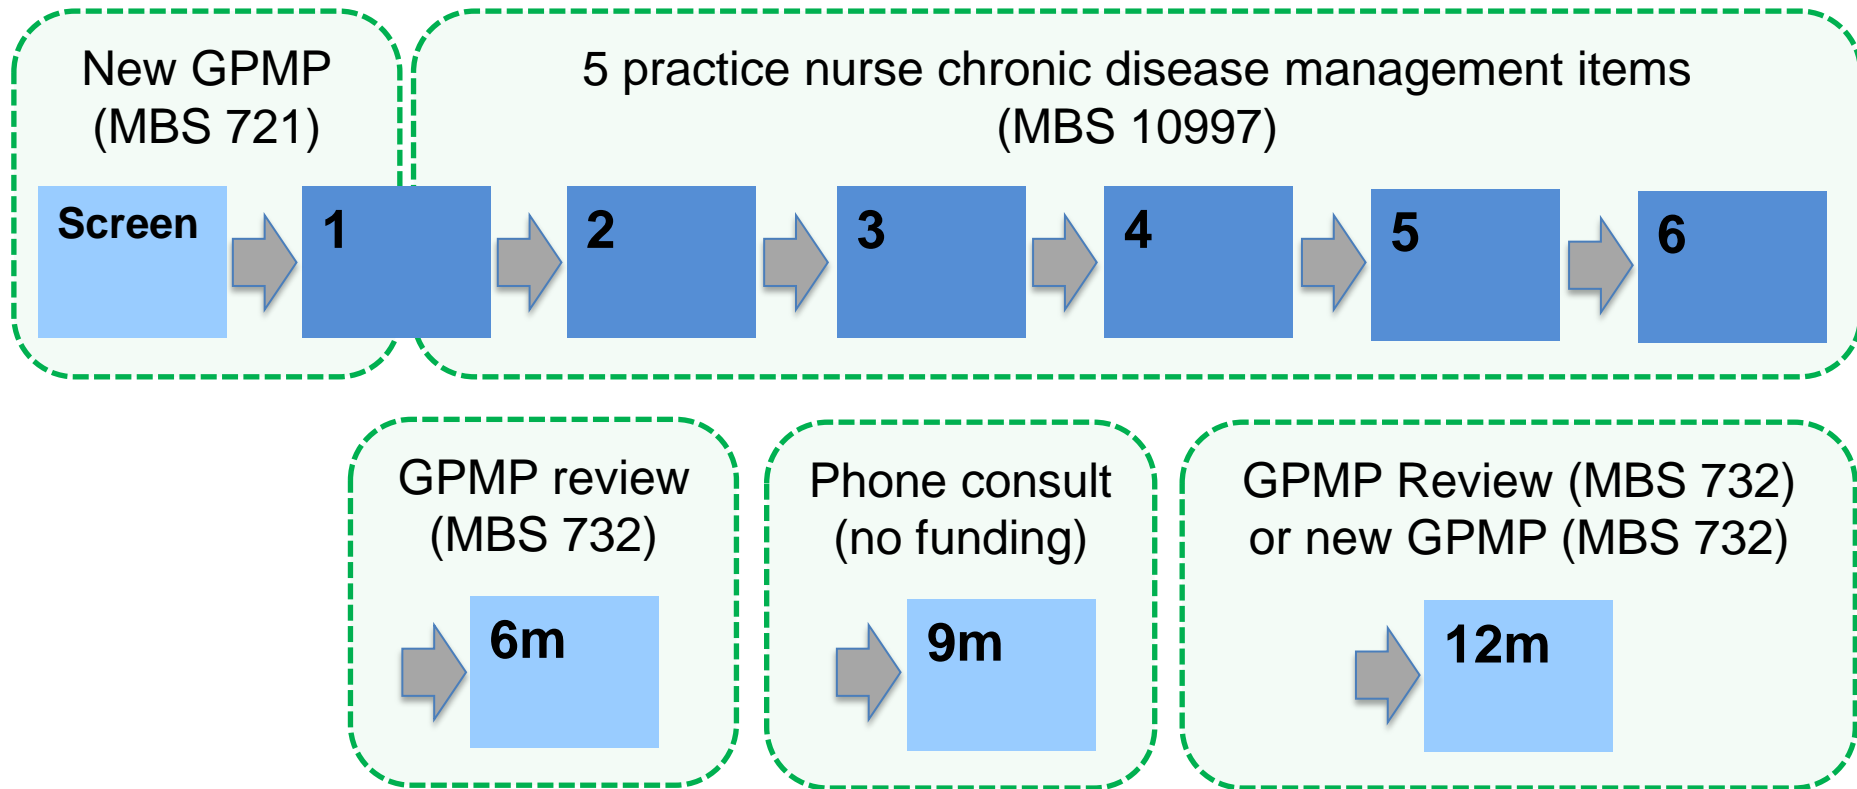 New GPMP
(MBS 721)
5 practice nurse chronic disease management items
(MBS 10997)
Screen
1
2
3
4
5
6
GPMP review
(MBS 732)
Phone consult
(no funding)
GPMP Review (MBS 732)
or new GPMP (MBS 732)
6m
9m
12m